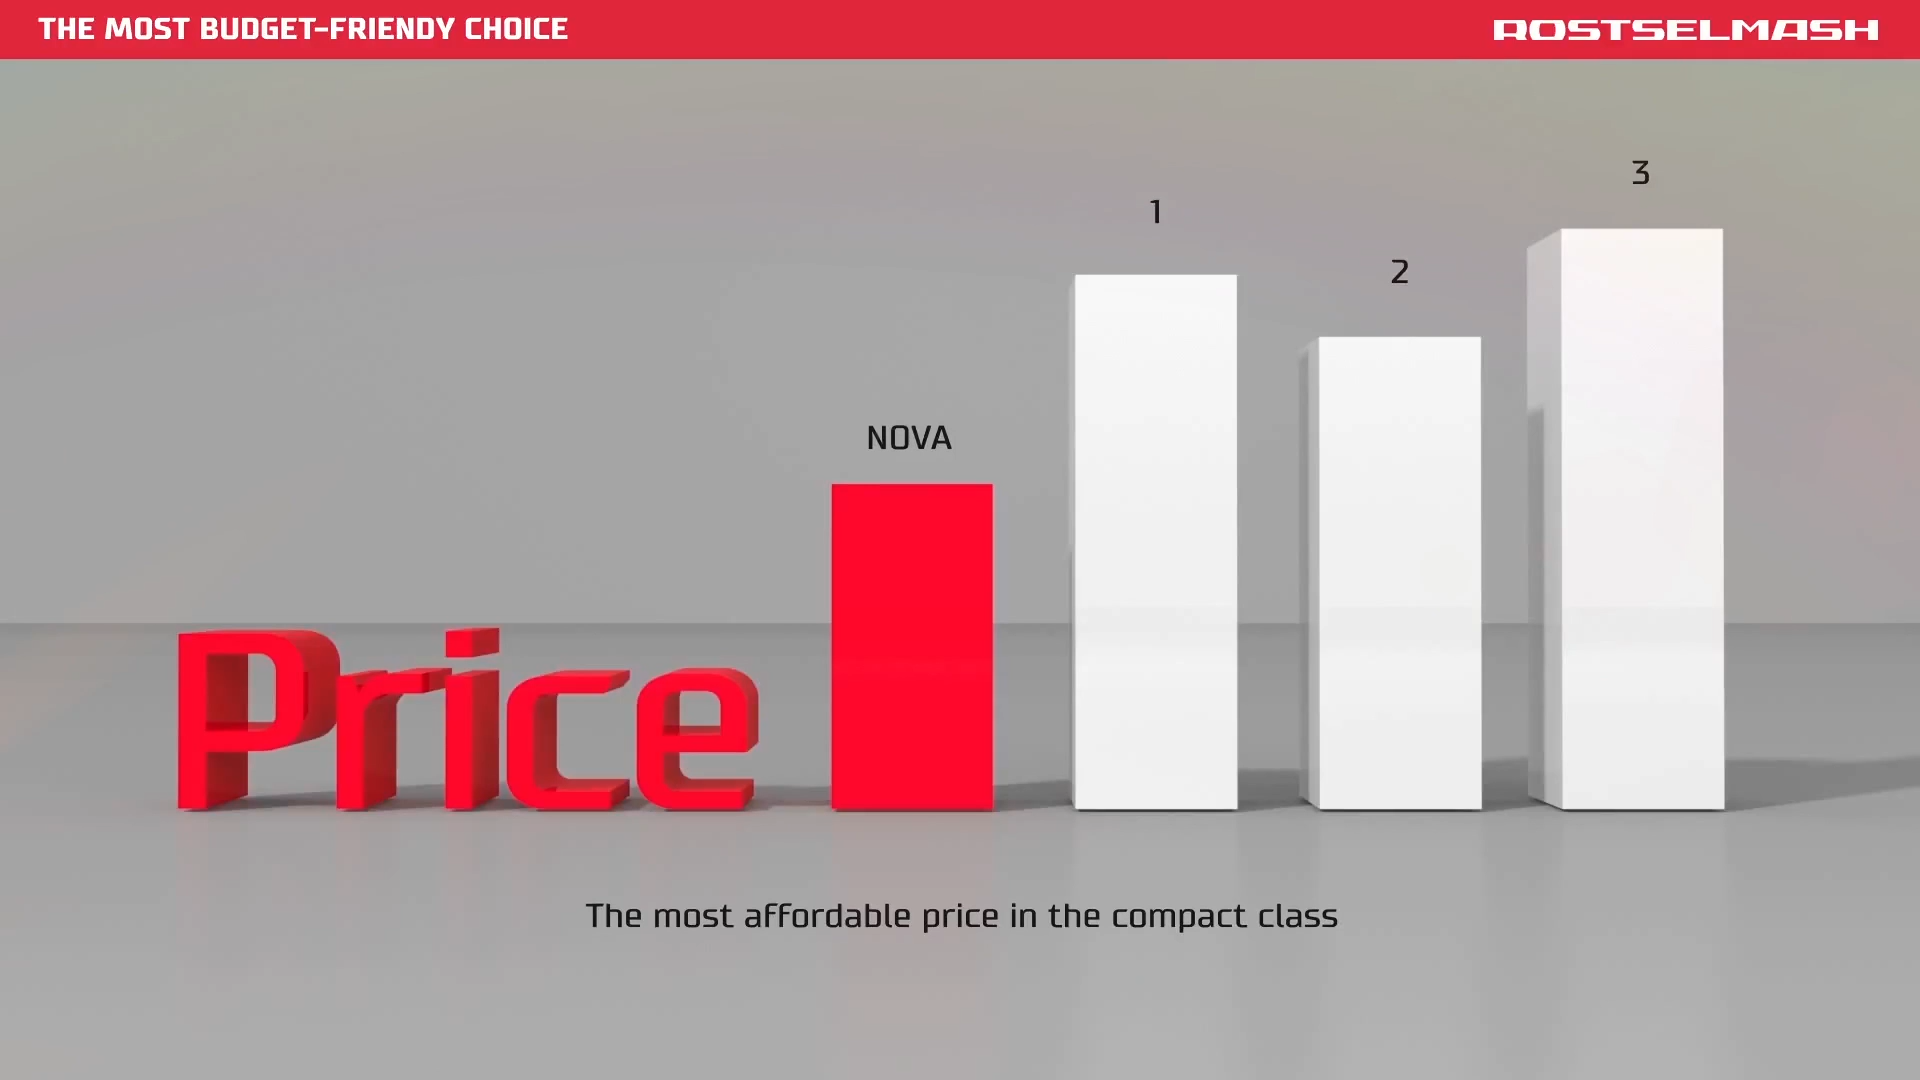 THE MOST BUDGET-FRIENDY CHOICE
ROSTSELMASH
3
1
2
NOVA
Price
The most affordable price in the compact class